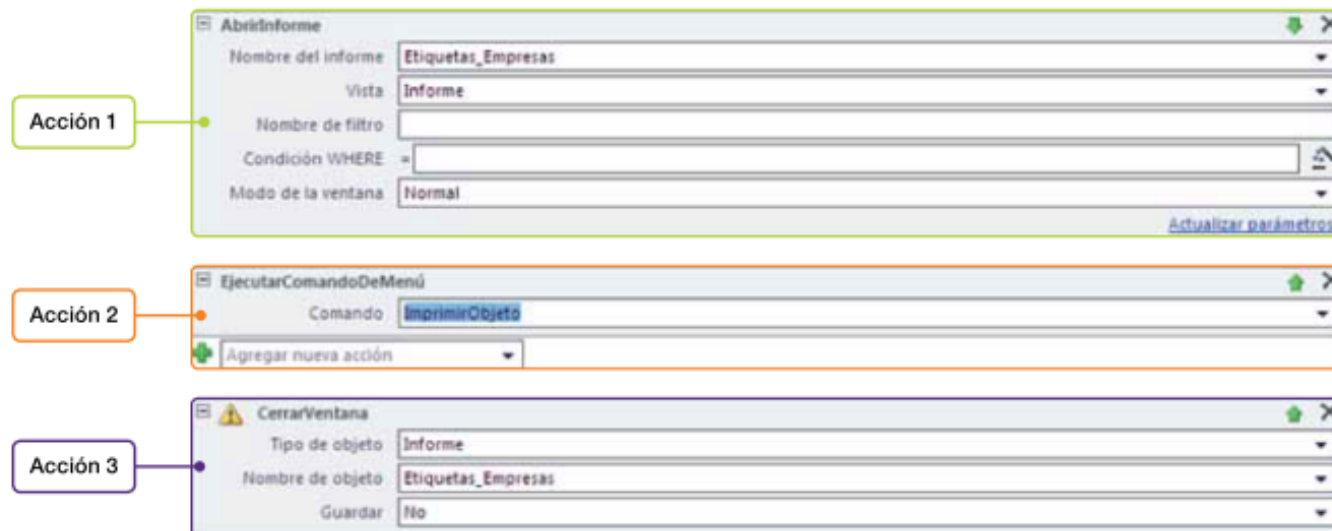 AbrirInforme
Nombre del informe Etiquetas_Empresas
Vista Informe
Acción 1
Nombre de filtro
Condición WHERE =
Modo de la ventana Normal
Actualizar parámetros
EjecutarComandoDeMenú
Acción 2
Comando ImprimirObjeto
Agregar nueva acción
CerrarVentana
Tipo de objeto Informe
Acción 3
Nombre de objeto Etiquetas_Empresas
Guardar No